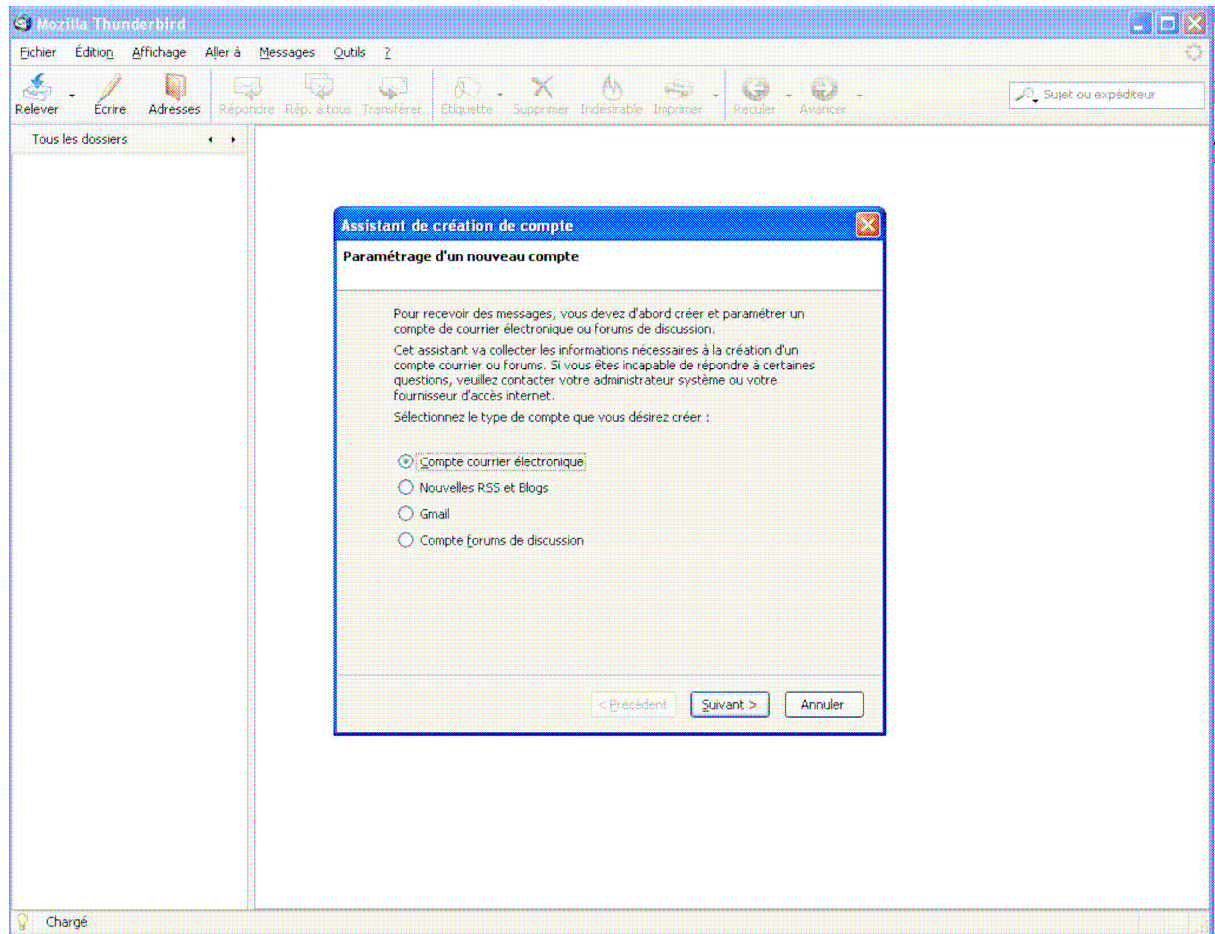 Mozilla Thunderbird
Fichier Édition Affichage Aller à Messages Outils ?
Relever Écrire Adresses Répondre Rép. à tous Transférer Étiquette Supprimer Indésirable Imprimer Reculer Avancer
Sujet ou expéditeur
Tous les dossiers
Assistant de création de compte
Paramétrage d'un nouveau compte
Pour recevoir des messages, vous devez d'abord créer et paramétrer un
compte de courrier électronique ou forums de discussion.
Cet assistant va collecter les informations nécessaires à la création d'un
compte courrier ou forums. Si vous êtes incapable de répondre à certaines
questions, veuillez contacter votre administrateur système ou votre
fournisseur d'accès internet.
Sélectionnez le type de compte que vous désirez créer :
Compte courrier électronique
Nouvelles RSS et Blogs
Gmail
Compte forums de discussion
< Précédent Suivant > Annuler
Chargé